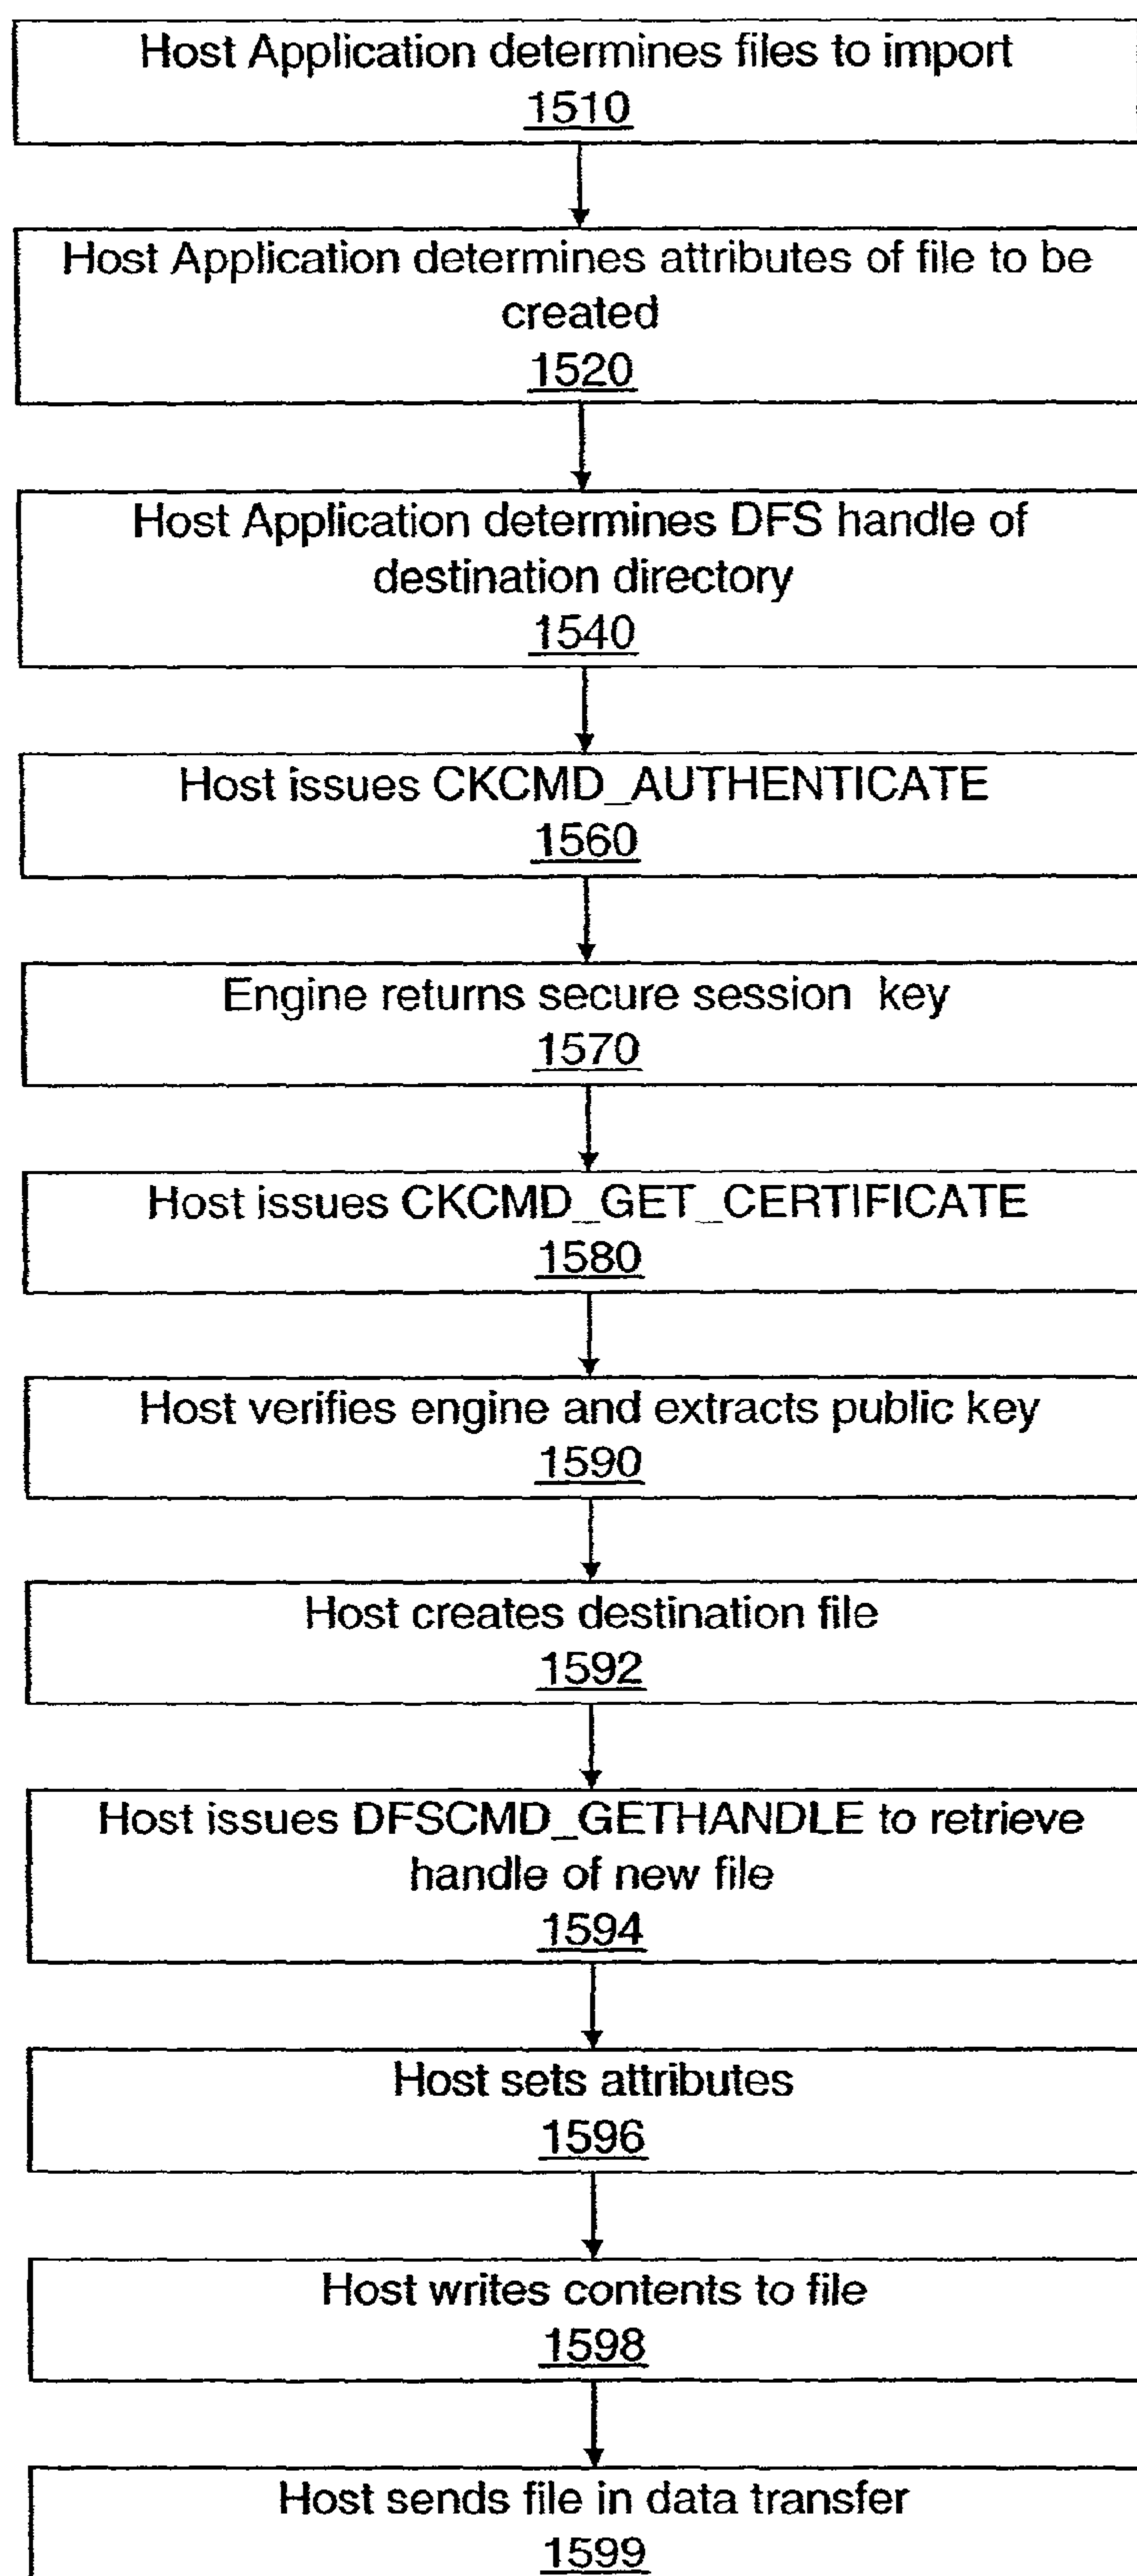 Host Application determines files to import
1510
Host Application determines attributes of file to be
created
1520
Host Application determines DFS handle of
destination directory
1540
Host issues CKCMD_AUTHENTICATE
1560
Engine returns secure session key
1570
Host issues CKCMD_GET_CERTIFICATE
1580
Host verifies engine and extracts public key
1590
Host creates destination file
1592
Host issues DFSCMD_GETHANDLE to retrieve
handle of new file
1594
Host sets attributes
1596
Host writes contents to file
1598
Host sends file in data transfer
1599